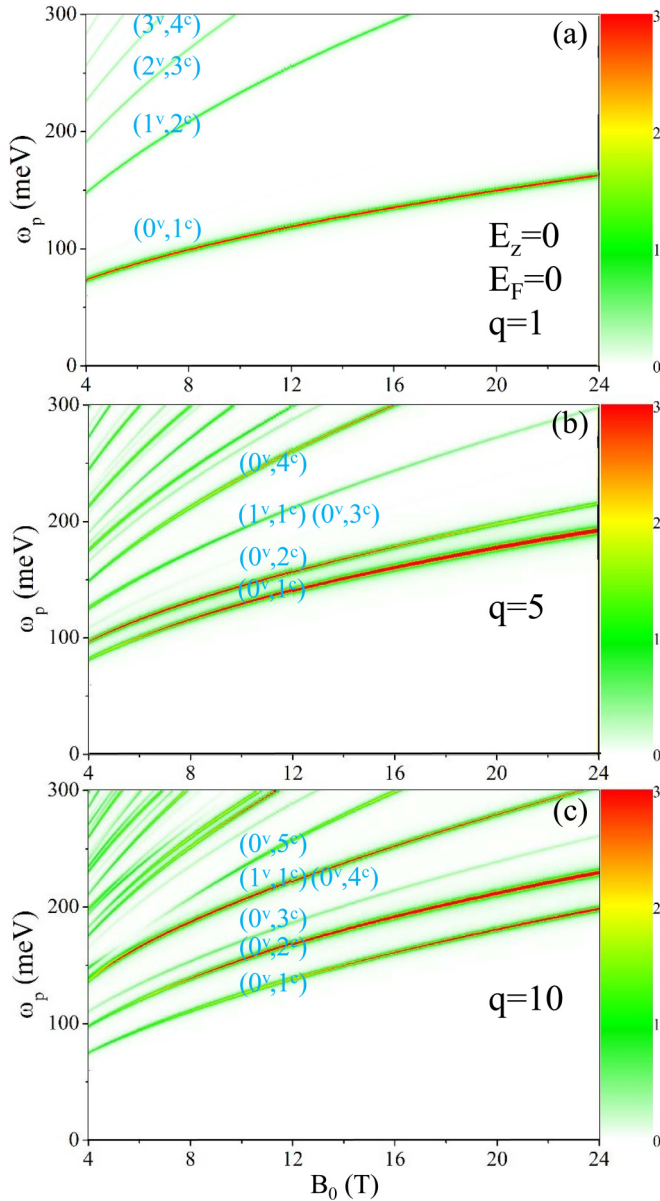 300
(3ᵛ,4ᶜ)
(a)
3
(2ᵛ,3ᶜ)
200
(1ᵛ,2ᶜ)
2
ωₚ (meV)
(0ᵛ,1ᶜ)
100
E_z=0
E_F=0
q=1
1
0
0
4 8 12 16 20 24
300
(b)
3
(0ᵛ,4ᶜ)
(1ᵛ,1ᶜ) (0ᵛ,3ᶜ)
200
2
(0ᵛ,2ᶜ)
(0ᵛ,1ᶜ)
ωₚ (meV)
q=5
100
1
0
0
4 8 12 16 20 24
300
(c)
3
(0ᵛ,5ᶜ)
(1ᵛ,1ᶜ) (0ᵛ,4ᶜ)
200
2
(0ᵛ,3ᶜ)
(0ᵛ,2ᶜ)
(0ᵛ,1ᶜ)
ωₚ (meV)
q=10
100
1
0
0
4 8 12 16 20 24
B₀ (T)